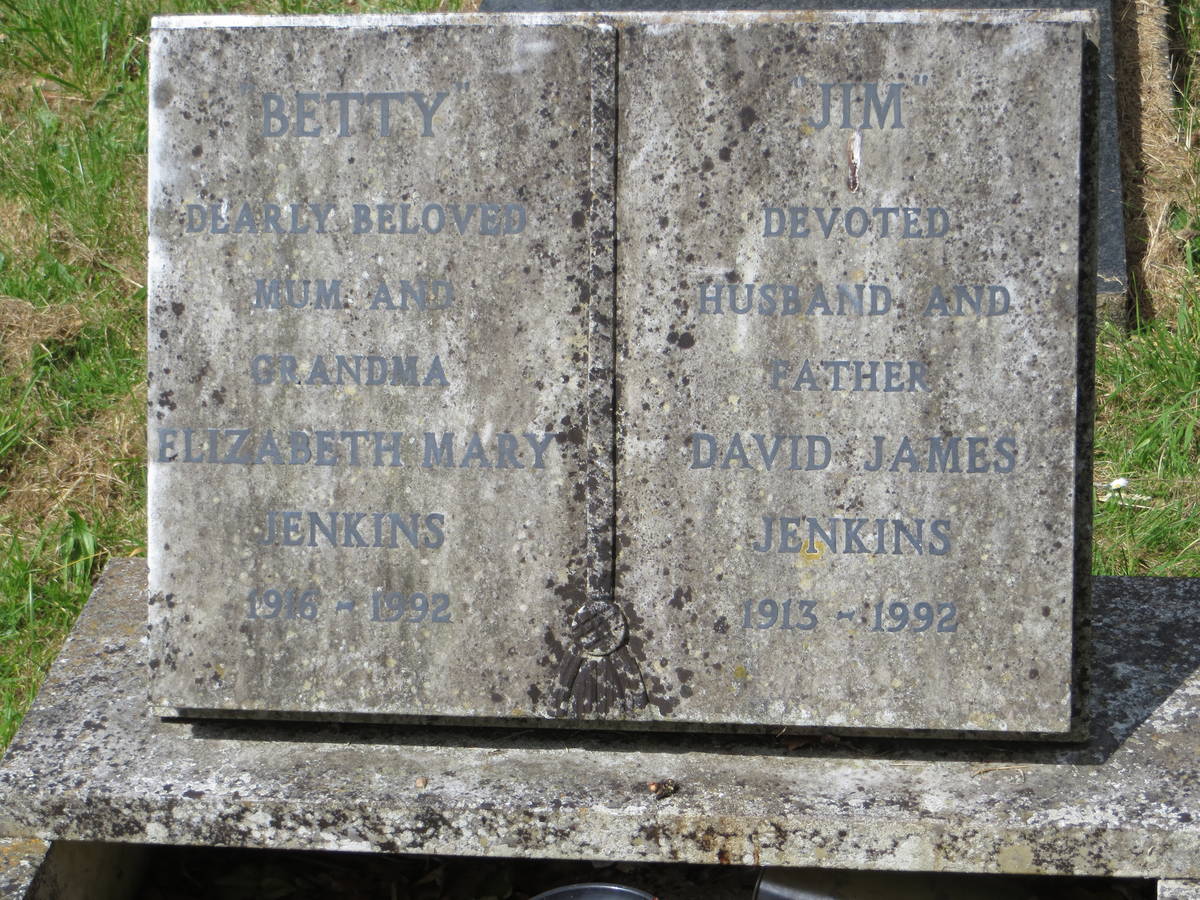 "BETTY"
DEARLY BELOVED
MUM AND
GRANDMA
ELIZABETH MARY
JENKINS
1916 ~ 1992
"JIM"
DEVOTED
HUSBAND AND
FATHER
DAVID JAMES
JENKINS
1913 ~ 1992